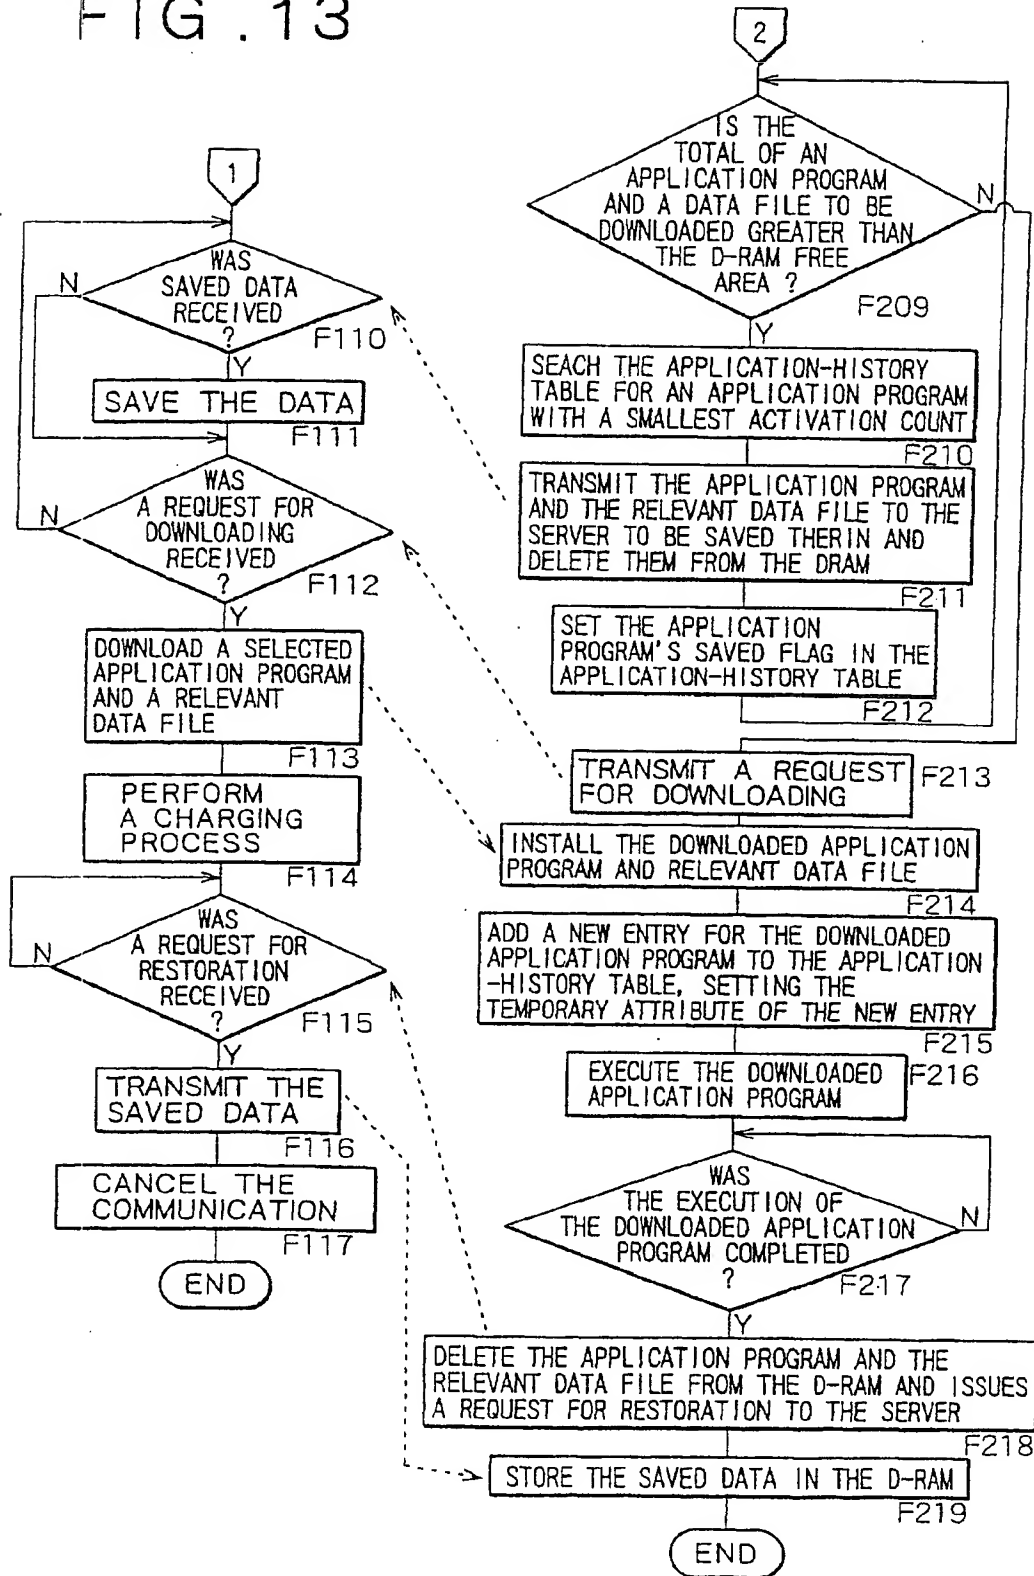 FIG.13
1
WAS
SAVED DATA
RECEIVED
?
N
F110
Y
SAVE THE DATA
F111
WAS
A REQUEST FOR
DOWNLOADING
RECEIVED
?
N
F112
Y
DOWNLOAD A SELECTED
APPLICATION PROGRAM
AND A RELEVANT
DATA FILE
F113
PERFORM
A CHARGING
PROCESS
F114
WAS
A REQUEST FOR
RESTORATION
RECEIVED
?
N
F115
Y
TRANSMIT THE
SAVED DATA
F116
CANCEL THE
COMMUNICATION
F117
END
2
IS THE
TOTAL OF AN
APPLICATION PROGRAM
AND A DATA FILE TO BE
DOWNLOADED GREATER THAN
THE D-RAM FREE
AREA ?
N
F209
Y
SEACH THE APPLICATION-HISTORY
TABLE FOR AN APPLICATION PROGRAM
WITH A SMALLEST ACTIVATION COUNT
F210
TRANSMIT THE APPLICATION PROGRAM
AND THE RELEVANT DATA FILE TO THE
SERVER TO BE SAVED THERIN AND
DELETE THEM FROM THE DRAM
F211
SET THE APPLICATION
PROGRAM'S SAVED FLAG IN THE
APPLICATION-HISTORY TABLE
F212
TRANSMIT A REQUEST
FOR DOWNLOADING
F213
INSTALL THE DOWNLOADED APPLICATION
PROGRAM AND RELEVANT DATA FILE
F214
ADD A NEW ENTRY FOR THE DOWNLOADED
APPLICATION PROGRAM TO THE APPLICATION
-HISTORY TABLE, SETTING THE
TEMPORARY ATTRIBUTE OF THE NEW ENTRY
F215
EXECUTE THE DOWNLOADED
APPLICATION PROGRAM
F216
WAS
THE EXECUTION OF
THE DOWNLOADED APPLICATION
PROGRAM COMPLETED
?
N
F217
Y
DELETE THE APPLICATION PROGRAM AND THE
RELEVANT DATA FILE FROM THE D-RAM AND ISSUES
A REQUEST FOR RESTORATION TO THE SERVER
F218
STORE THE SAVED DATA IN THE D-RAM
F219
END